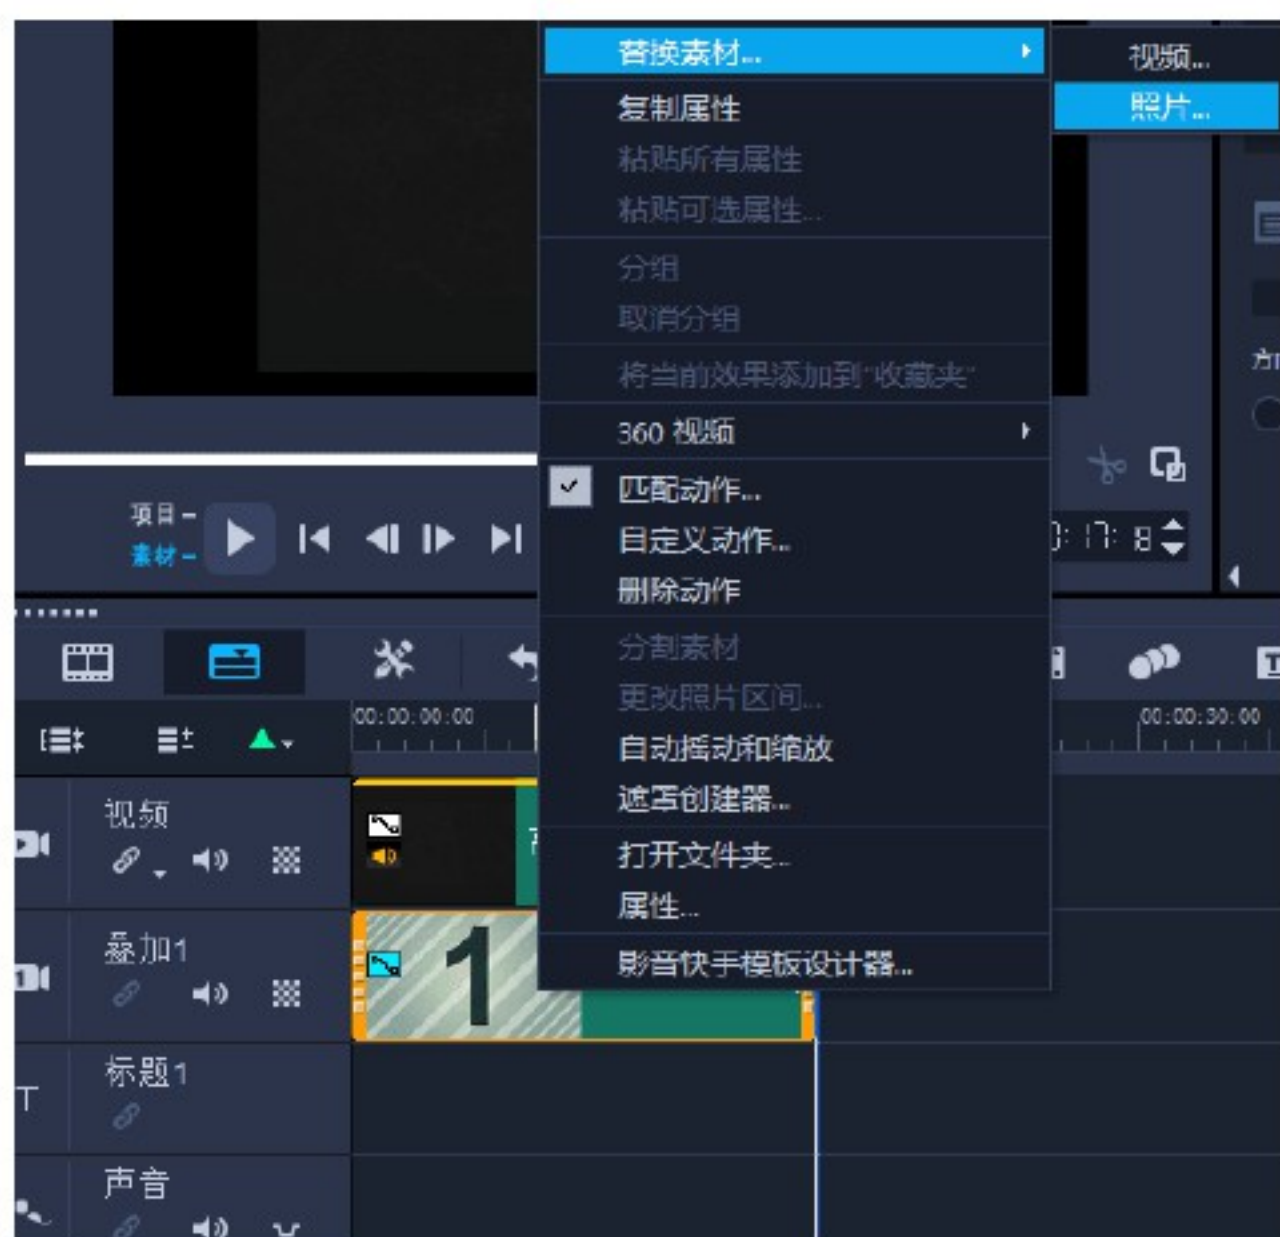 替换素材...
视频...
复制属性
照片...
粘贴所有属性
粘贴可选属性...
分组
取消分组
将当前效果添加到"收藏夹"
360 视频
匹配动作...
自定义动作...
删除动作
分割素材
更改照片区间...
自动摇动和缩放
遮罩创建器...
打开文件夹...
属性...
影音快手模板设计器...
项目-
素材-
17: 8
00:00:00:00
00:00:30:00
视频
叠加1
1
标题1
声音